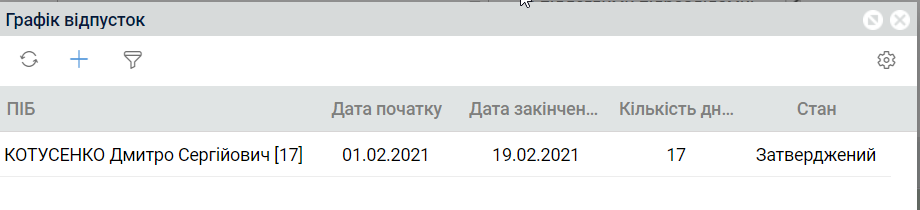 Графік відпусток
ПІБ Дата початку Дата закінчен... Кількість дн... Стан
КОТУСЕНКО Дмитро Сергійович [17] 01.02.2021 19.02.2021 17 Затверджений